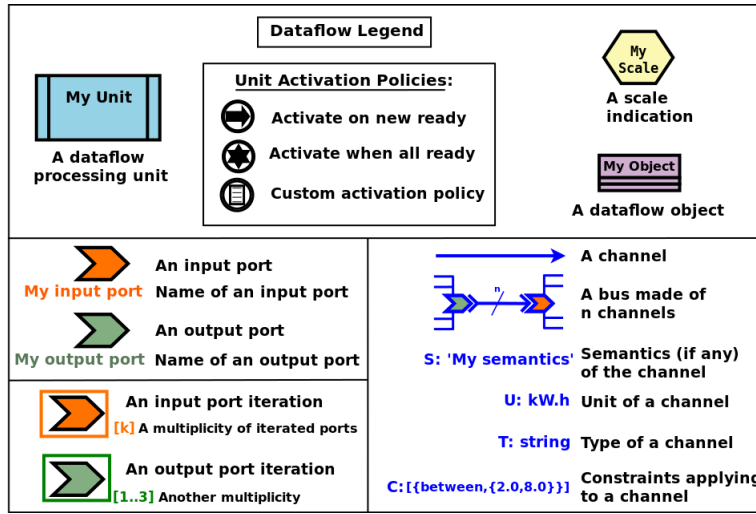 Dataflow Legend
My Unit
A dataflow
processing unit
Unit Activation Policies:
Activate on new ready
Activate when all ready
Custom activation policy
My
Scale
A scale
indication
My Object
A dataflow object
An input port
My input port Name of an input port
An output port
My output port Name of an output port
An input port iteration
[k] A multiplicity of iterated ports
An output port iteration
[1..3] Another multiplicity
A channel
n
A bus made of
n channels
S: 'My semantics' Semantics (if any)
of the channel
U: kW.h Unit of a channel
T: string Type of a channel
C:[{between,{2.0,8.0}}] Constraints applying
to a channel